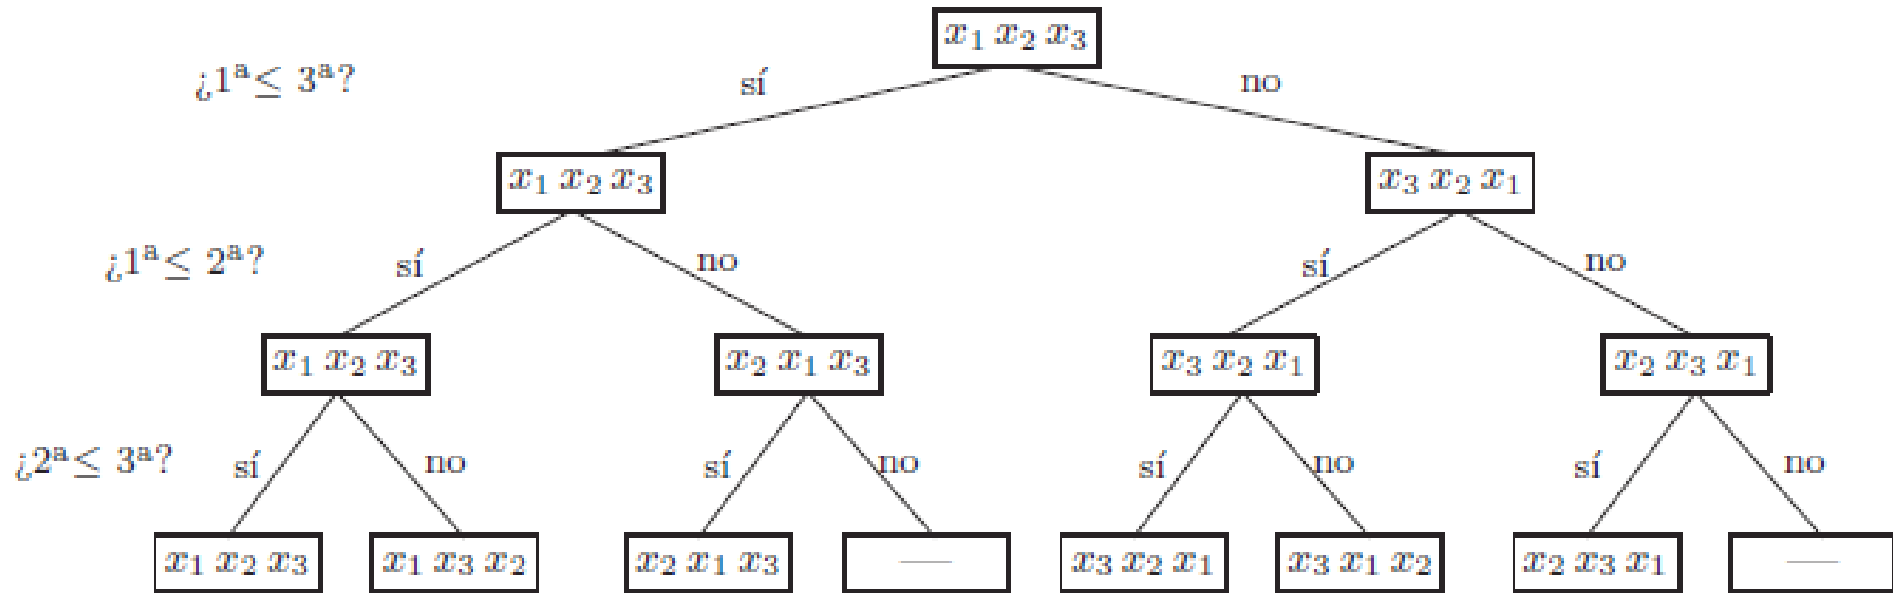 x₁ x₂ x₃
¿1ª≤ 3ª?
sí
no
x₁ x₂ x₃
x₃ x₂ x₁
¿1ª≤ 2ª?
sí
no
sí
no
x₁ x₂ x₃
x₂ x₁ x₃
x₃ x₂ x₁
x₂ x₃ x₁
¿2ª≤ 3ª?
sí
no
sí
no
sí
no
sí
no
x₁ x₂ x₃
x₁ x₃ x₂
x₂ x₁ x₃
—
x₃ x₂ x₁
x₃ x₁ x₂
x₂ x₃ x₁
—